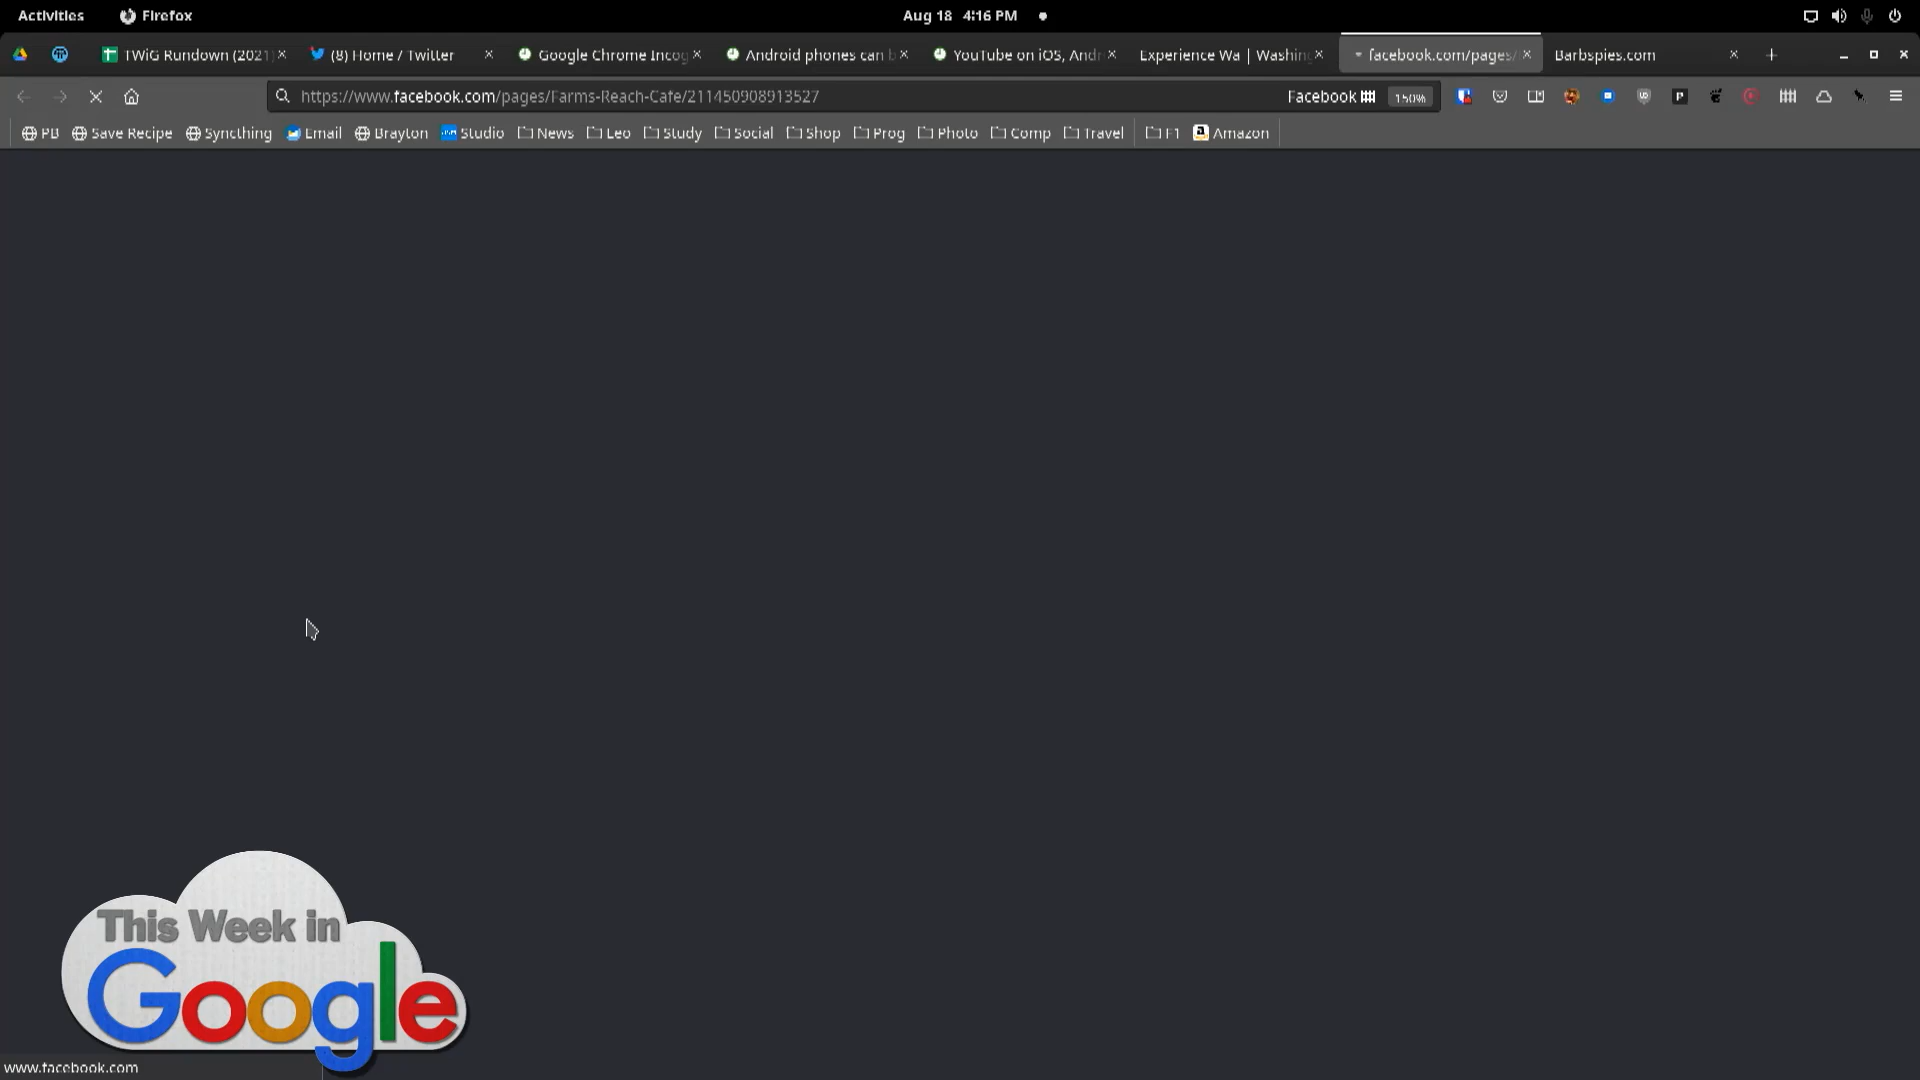 Activities Firefox Aug 18 4:16 PM
TWiG Rundown (2021) (8) Home / Twitter Google Chrome Incog Android phones can b YouTube on iOS, Andr Experience Wa | Washing facebook.com/pages/ Barbspies.com
https://www.facebook.com/pages/Farms-Reach-Cafe/211450908913527 Facebook 150%
PB Save Recipe Syncthing Email Brayton Studio News Leo Study Social Shop Prog Photo Comp Travel F1 Amazon
This Week in
Google
www.facebook.com